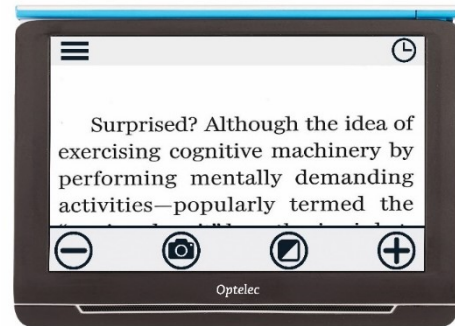 Surprised? Although the idea of
exercising cognitive machinery by
performing mentally demanding
activities—popularly termed the
Optelec